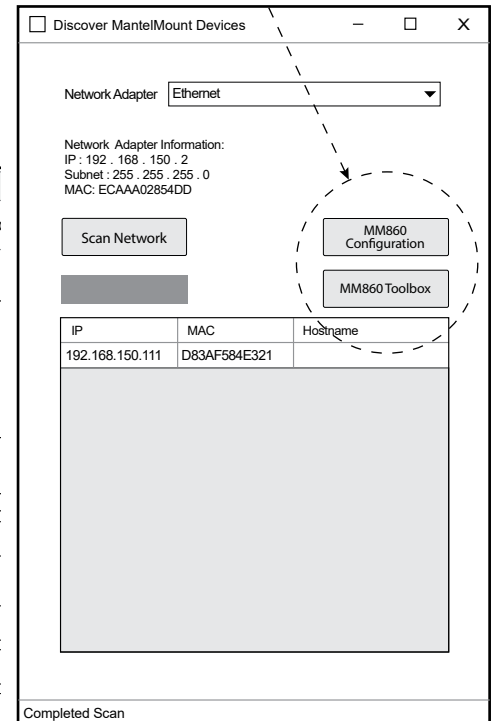 Discover MantelMount Devices
Network Adapter Ethernet
Network Adapter Information:
IP : 192 . 168 . 150 . 2
Subnet : 255 . 255 . 255 . 0
MAC: ECAAA02854DD
Scan Network
MM860
Configuration
MM860 Toolbox
IP MAC Hostname
192.168.150.111 D83AF584E321
Completed Scan